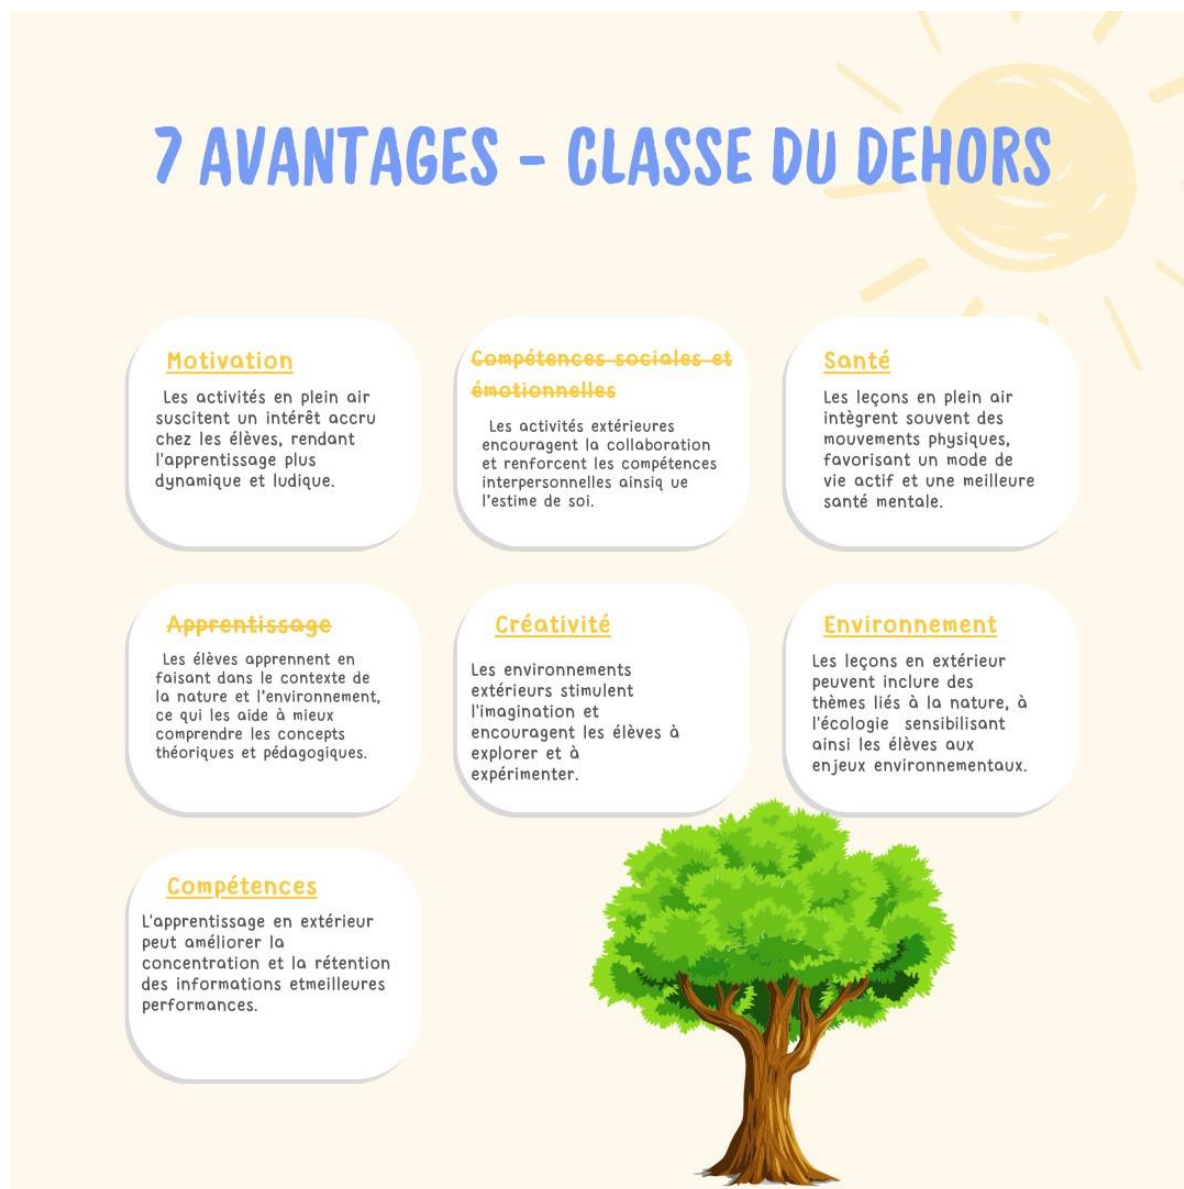 7 AVANTAGES - CLASSE DU DEHORS
Motivation
Les activités en plein air
suscitent un intérêt accru
chez les élèves, rendant
l'apprentissage plus
dynamique et ludique.
Compétences sociales et
émotionnelles
Les activités extérieures
encouragent la collaboration
et renforcent les compétences
interpersonnelles ainsiq ue
l'estime de soi.
Santé
Les leçons en plein air
intègrent souvent des
mouvements physiques,
favorisant un mode de
vie actif et une meilleure
santé mentale.
Apprentissage
Les élèves apprennent en
faisant dans le contexte de
la nature et l'environnement,
ce qui les aide à mieux
comprendre les concepts
théoriques et pédagogiques.
Créativité
Les environnements
extérieurs stimulent
l'imagination et
encouragent les élèves à
explorer et à
expérimenter.
Environnement
Les leçons en extérieur
peuvent inclure des
thèmes liés à la nature, à
l'écologie sensibilisant
ainsi les élèves aux
enjeux environnementaux.
Compétences
L'apprentissage en extérieur
peut améliorer la
concentration et la rétention
des informations etmeilleures
performances.